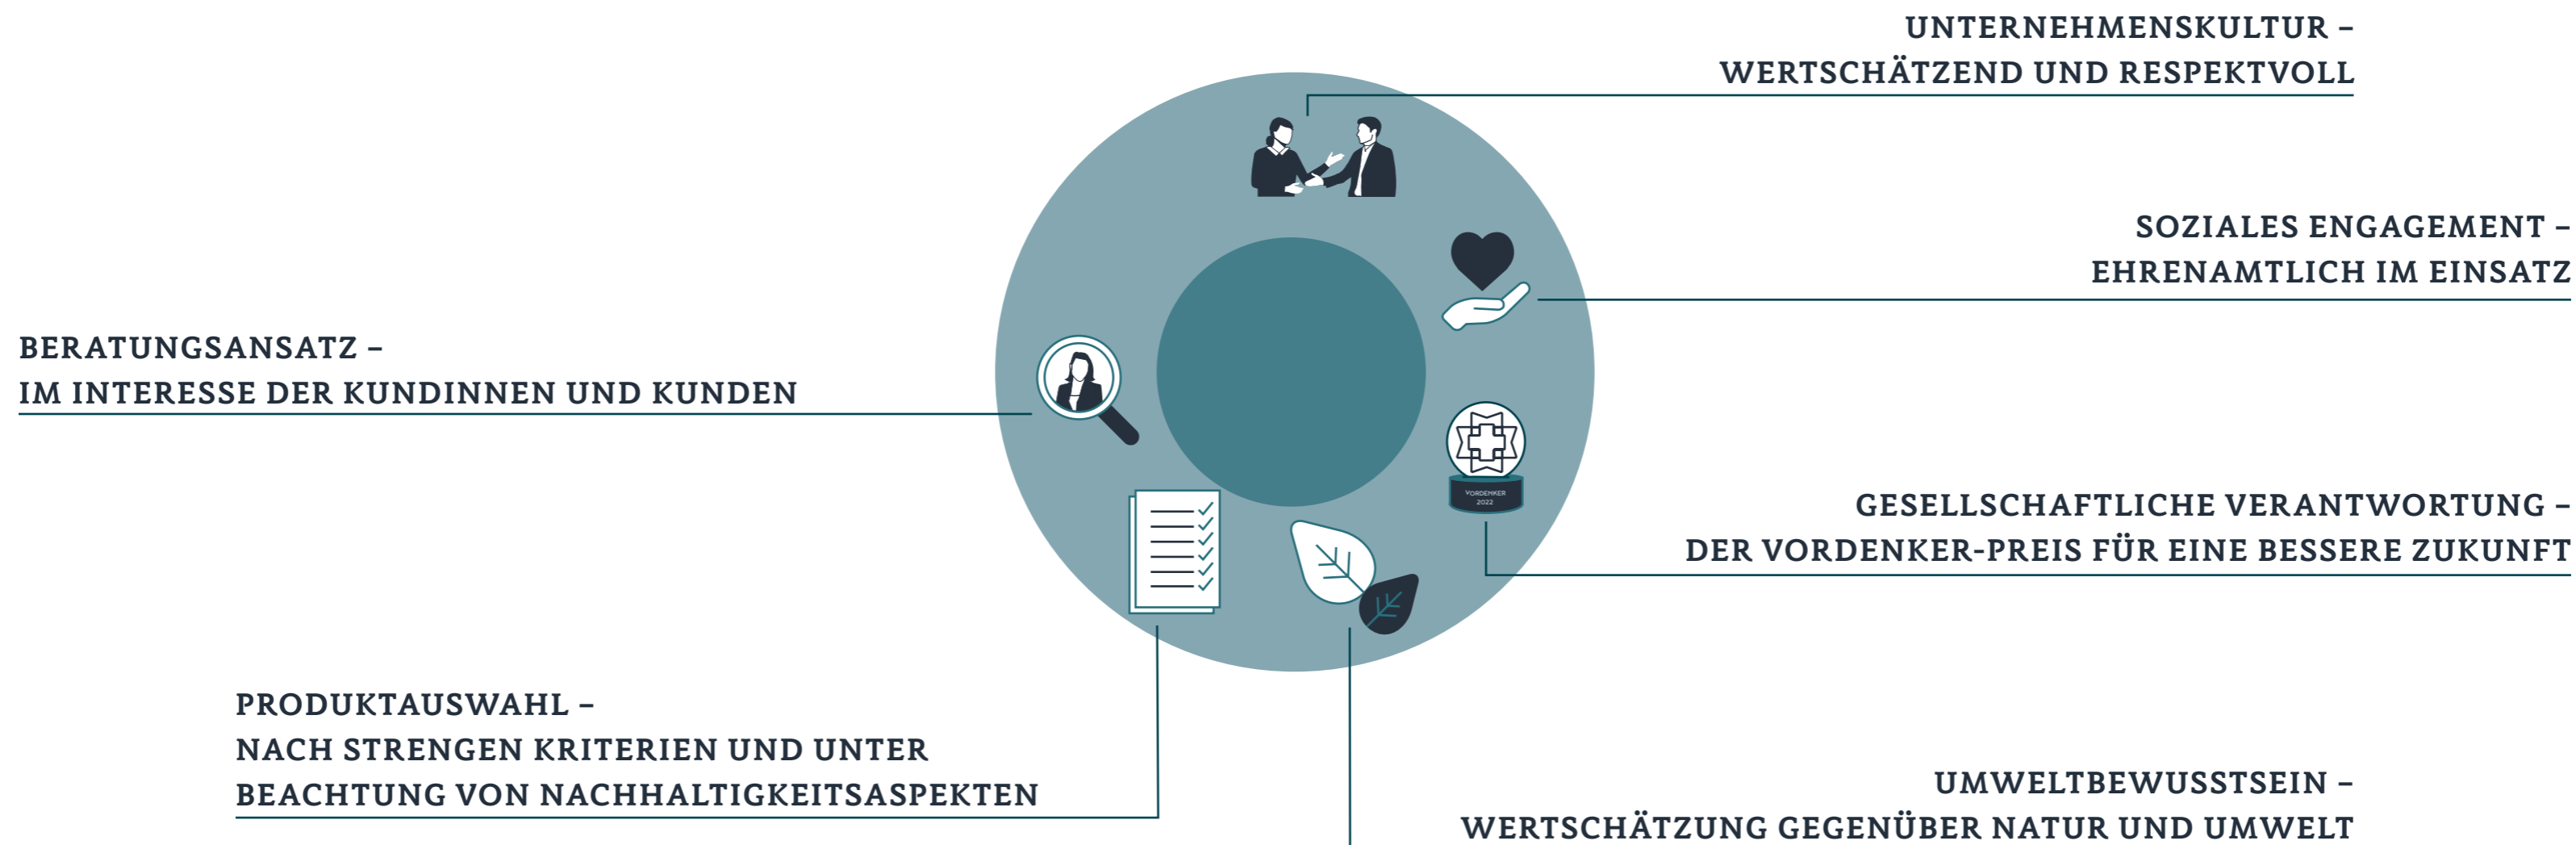 UNTERNEHMENSKULTUR –
WERTSCHÄTZEND UND RESPEKTVOLL
SOZIALES ENGAGEMENT –
EHRENAMTLICH IM EINSATZ
BERATUNGSANSATZ –
IM INTERESSE DER KUNDINNEN UND KUNDEN
VORDENKER
2022
GESELLSCHAFTLICHE VERANTWORTUNG –
DER VORDENKER-PREIS FÜR EINE BESSERE ZUKUNFT
PRODUKTAUSWAHL –
NACH STRENGEN KRITERIEN UND UNTER
BEACHTUNG VON NACHHALTIGKEITSASPEKTEN
UMWELTBEWUSSTSEIN –
WERTSCHÄTZUNG GEGENÜBER NATUR UND UMWELT